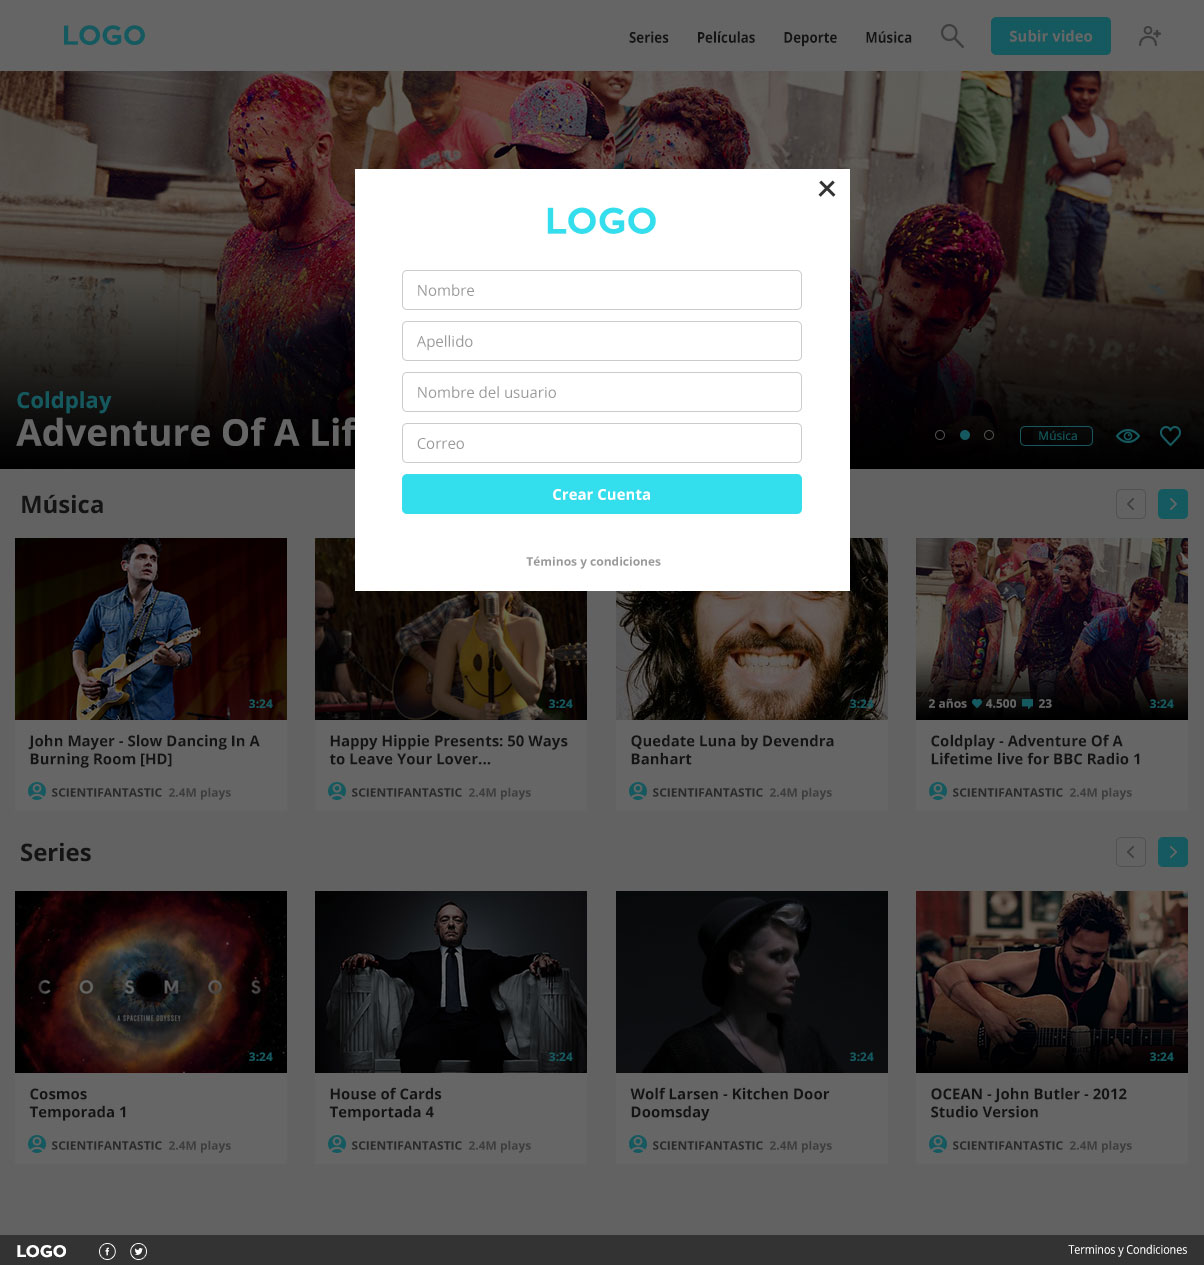 LOGO
Series Películas Deporte Música Subir video
LOGO
Nombre
Apellido
Nombre del usuario
Correo
Crear Cuenta
Téminos y condiciones
Coldplay
Adventure Of A Lif
Música
Música
3:24
3:24
3:24
2 años 4.500 23 3:24
John Mayer - Slow Dancing In A
Burning Room [HD]
SCIENTIFANTASTIC 2.4M plays
Happy Hippie Presents: 50 Ways
to Leave Your Lover...
SCIENTIFANTASTIC 2.4M plays
Quedate Luna by Devendra
Banhart
SCIENTIFANTASTIC 2.4M plays
Coldplay - Adventure Of A
Lifetime live for BBC Radio 1
SCIENTIFANTASTIC 2.4M plays
Series
COSMOS
A SPACETIME ODYSSEY
3:24
3:24
3:24
3:24
Cosmos
Temporada 1
SCIENTIFANTASTIC 2.4M plays
House of Cards
Temportada 4
SCIENTIFANTASTIC 2.4M plays
Wolf Larsen - Kitchen Door
Doomsday
SCIENTIFANTASTIC 2.4M plays
OCEAN - John Butler - 2012
Studio Version
SCIENTIFANTASTIC 2.4M plays
LOGO
Terminos y Condiciones